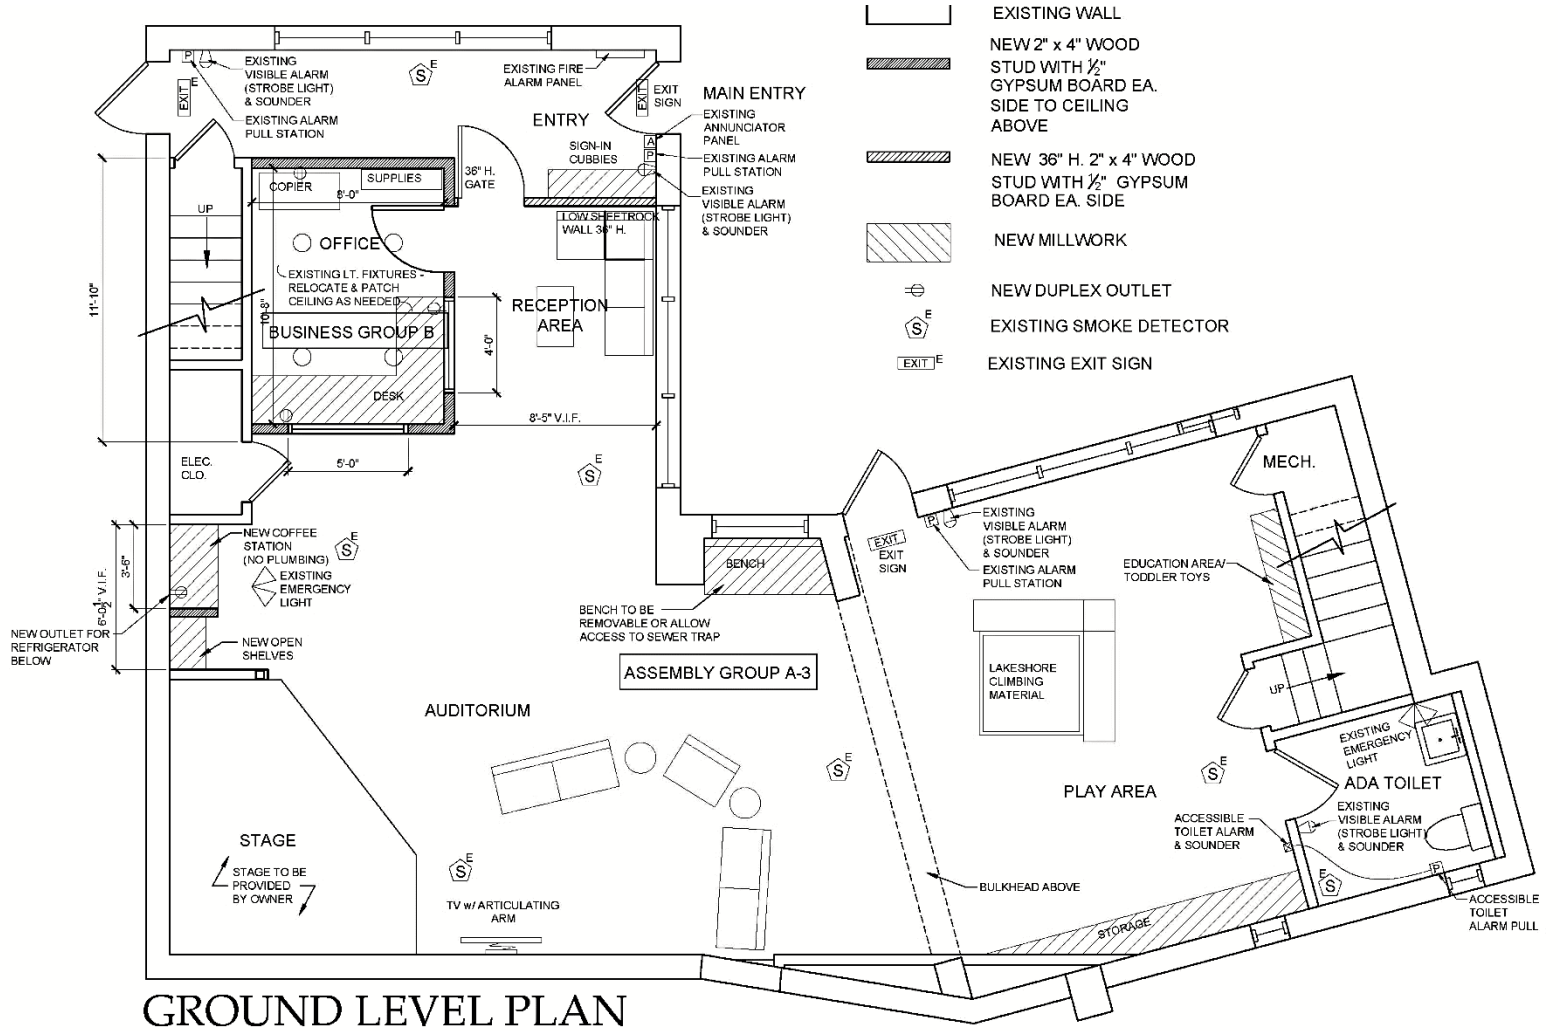 EXISTING WALL
NEW 2" x 4" WOOD
STUD WITH ½"
GYPSUM BOARD EA.
SIDE TO CEILING
ABOVE
NEW 36" H. 2" x 4" WOOD
STUD WITH ½" GYPSUM
BOARD EA. SIDE
NEW MILLWORK
NEW DUPLEX OUTLET
S E
EXISTING SMOKE DETECTOR
EXIT E
EXISTING EXIT SIGN
P
EXISTING
VISIBLE ALARM
(STROBE LIGHT)
& SOUNDER
EXIT E
EXISTING ALARM
PULL STATION
S E
EXISTING FIRE
ALARM PANEL
EXIT
EXIT
SIGN
MAIN ENTRY
ENTRY
EXISTING
ANNUNCIATOR
PANEL
A
P
EXISTING ALARM
PULL STATION
SIGN-IN
CUBBIES
EXISTING
VISIBLE ALARM
(STROBE LIGHT)
& SOUNDER
36" H.
GATE
COPIER
SUPPLIES
8'-0"
LOW SHEETROCK
WALL 36" H.
UP
OFFICE
EXISTING LT. FIXTURES -
RELOCATE & PATCH
CEILING AS NEEDED
11'-10"
10'-8"
BUSINESS GROUP B
RECEPTION
AREA
4'-0"
DESK
8'-5" V.I.F.
ELEC.
CLO.
5'-0"
S E
MECH.
NEW COFFEE
STATION
(NO PLUMBING)
S E
EXISTING
EMERGENCY
LIGHT
3'-6"
6'-0½" V.I.F.
NEW OUTLET FOR
REFRIGERATOR
BELOW
NEW OPEN
SHELVES
BENCH
BENCH TO BE
REMOVABLE OR ALLOW
ACCESS TO SEWER TRAP
EXIT
EXIT
SIGN
P
EXISTING
VISIBLE ALARM
(STROBE LIGHT)
& SOUNDER
EXISTING ALARM
PULL STATION
EDUCATION AREA/
TODDLER TOYS
LAKESHORE
CLIMBING
MATERIAL
ASSEMBLY GROUP A-3
AUDITORIUM
UP
EXISTING
EMERGENCY
LIGHT
S E
S E
ADA TOILET
PLAY AREA
EXISTING
VISIBLE ALARM
(STROBE LIGHT)
& SOUNDER
ACCESSIBLE
TOILET ALARM
& SOUNDER
STAGE
STAGE TO BE
PROVIDED
BY OWNER
S E
TV w/ ARTICULATING
ARM
BULKHEAD ABOVE
S E
P
STORAGE
ACCESSIBLE
TOILET
ALARM PULL
GROUND LEVEL PLAN